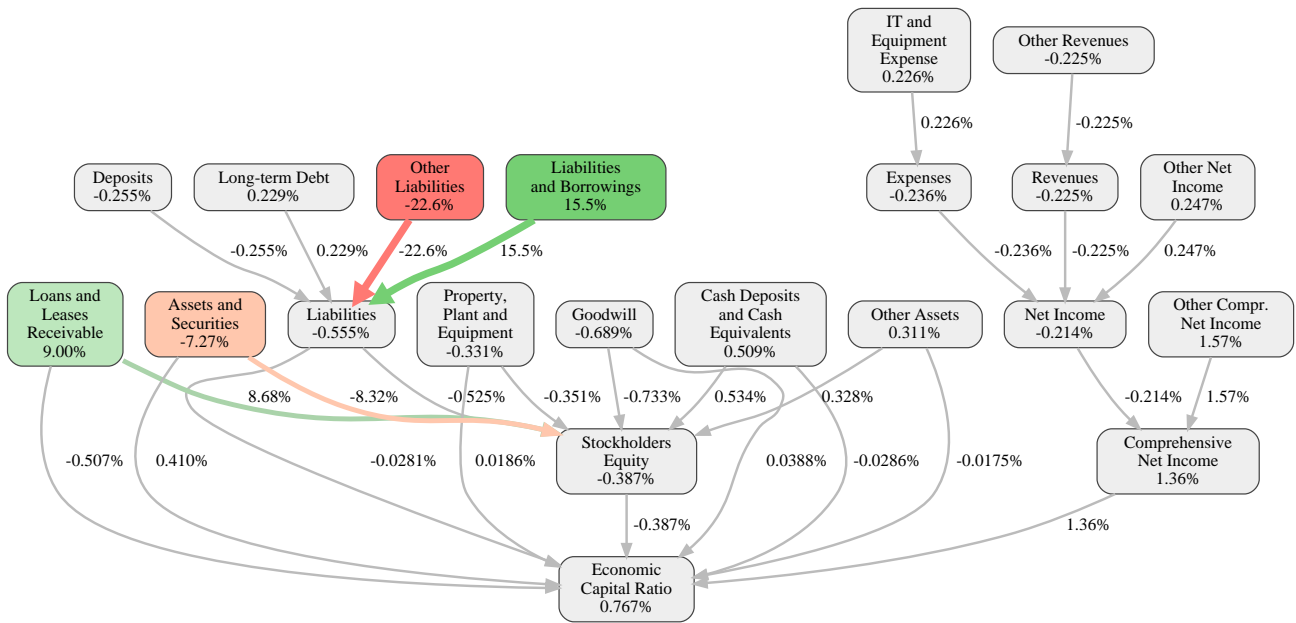 IT and
Equipment
Expense
0.226%
Other Revenues
-0.225%
0.226%
-0.225%
Deposits
-0.255%
Long-term Debt
0.229%
Other
Liabilities
-22.6%
Liabilities
and Borrowings
15.5%
Expenses
-0.236%
Revenues
-0.225%
Other Net
Income
0.247%
-0.255%
0.229%
-22.6%
15.5%
-0.236%
-0.225%
0.247%
Loans and
Leases
Receivable
9.00%
Assets and
Securities
-7.27%
Liabilities
-0.555%
Property,
Plant and
Equipment
-0.331%
Goodwill
-0.689%
Cash Deposits
and Cash
Equivalents
0.509%
Other Assets
0.311%
Net Income
-0.214%
Other Compr.
Net Income
1.57%
8.68%
-8.32%
-0.525%
-0.351%
-0.733%
0.534%
0.328%
-0.214%
1.57%
-0.507%
0.410%
-0.0281%
0.0186%
Stockholders
Equity
-0.387%
0.0388%
-0.0286%
-0.0175%
Comprehensive
Net Income
1.36%
-0.387%
1.36%
Economic
Capital Ratio
0.767%